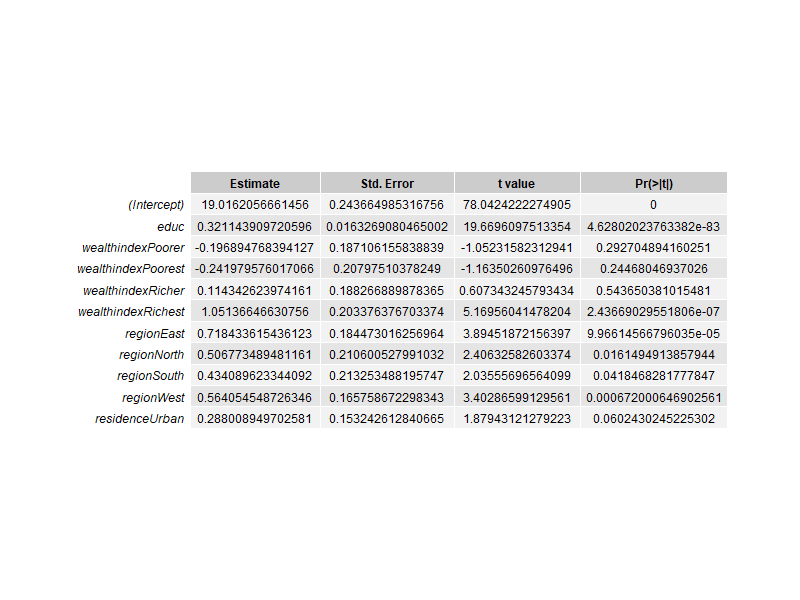 Estimate Std. Error t value Pr(>|t|)
(Intercept) 19.0162056661456 0.243664985316756 78.0424222274905 0
educ 0.321143909720596 0.0163269080465002 19.6696097513354 4.62802023763382e-83
wealthindexPoorer -0.196894768394127 0.187106155838839 -1.05231582312941 0.292704894160251
wealthindexPoorest -0.241979576017066 0.20797510378249 -1.16350260976496 0.24468046937026
wealthindexRicher 0.114342623974161 0.188266889878365 0.607343245793434 0.543650381015481
wealthindexRichest 1.05136646630756 0.203376376703374 5.16956041478204 2.43669029551806e-07
regionEast 0.718433615436123 0.184473016256964 3.89451872156397 9.96614566796035e-05
regionNorth 0.506773489481161 0.210600527991032 2.40632582603374 0.0161494913857944
regionSouth 0.434089623344092 0.213253488195747 2.03555696564099 0.0418468281777847
regionWest 0.564054548726346 0.165758672298343 3.40286599129561 0.000672000646902561
residenceUrban 0.288008949702581 0.153242612840665 1.87943121279223 0.0602430245225302